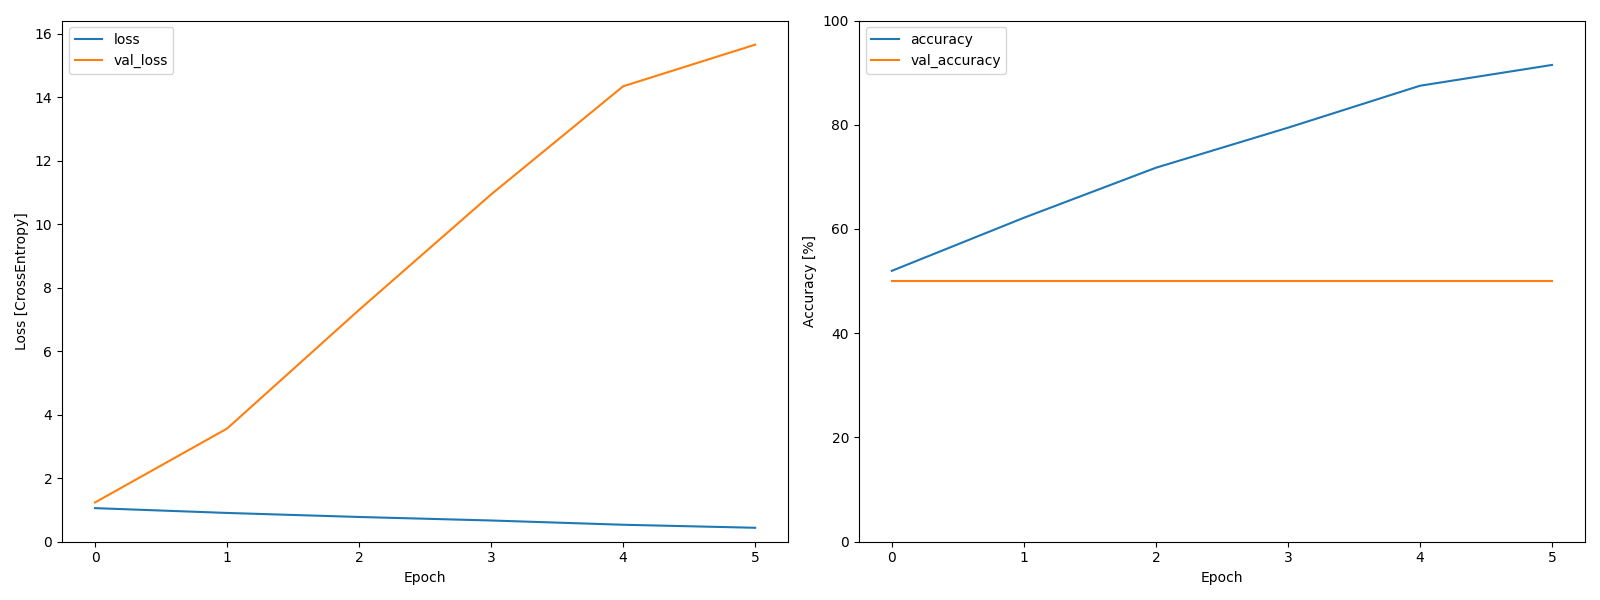 loss
val_loss
16
14
12
10
8
6
4
2
0
Loss [CrossEntropy]
0 1 2 3 4 5
Epoch
accuracy
val_accuracy
100
80
60
40
20
0
Accuracy [%]
0 1 2 3 4 5
Epoch